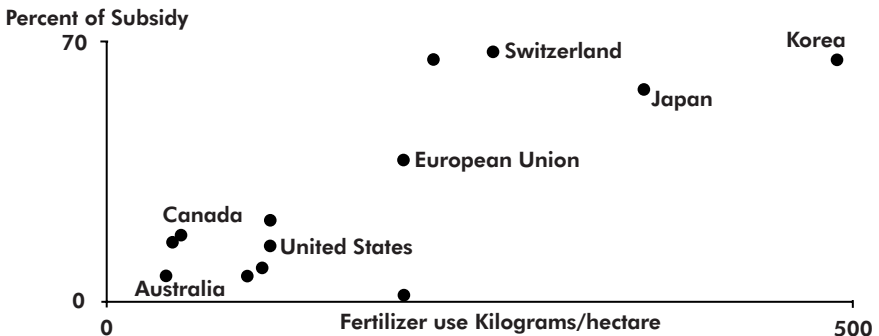 Percent of Subsidy
70
Switzerland
Korea
Japan
European Union
Canada
United States
Australia
0
0
Fertilizer use Kilograms/hectare
500